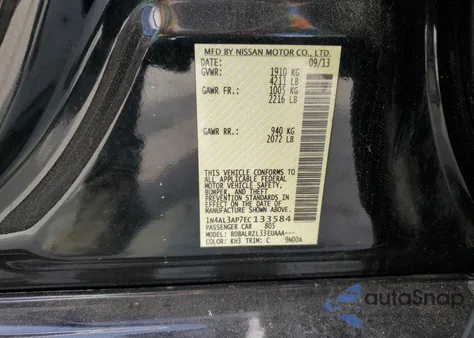 MFD BY NISSAN MOTOR CO., LTD.
DATE: 09/13
GVWR: 1910 KG
4211 LB
GAWR FR.: 1005 KG
2216 LB
GAWR RR.: 940 KG
2072 LB
THIS VEHICLE CONFORMS TO
ALL APPLICABLE FEDERAL
MOTOR VEHICLE SAFETY,
BUMPER, AND THEFT
PREVENTION STANDARDS IN
EFFECT ON THE DATE OF
MANUFACTURE SHOWN ABOVE.
1N4AL3AP7EC133584
PASSENGER CAR 805
MODEL: BDBALRZL33EUAAA---
COLOR: KH3 TRIM: C 9N00A
autoSnap